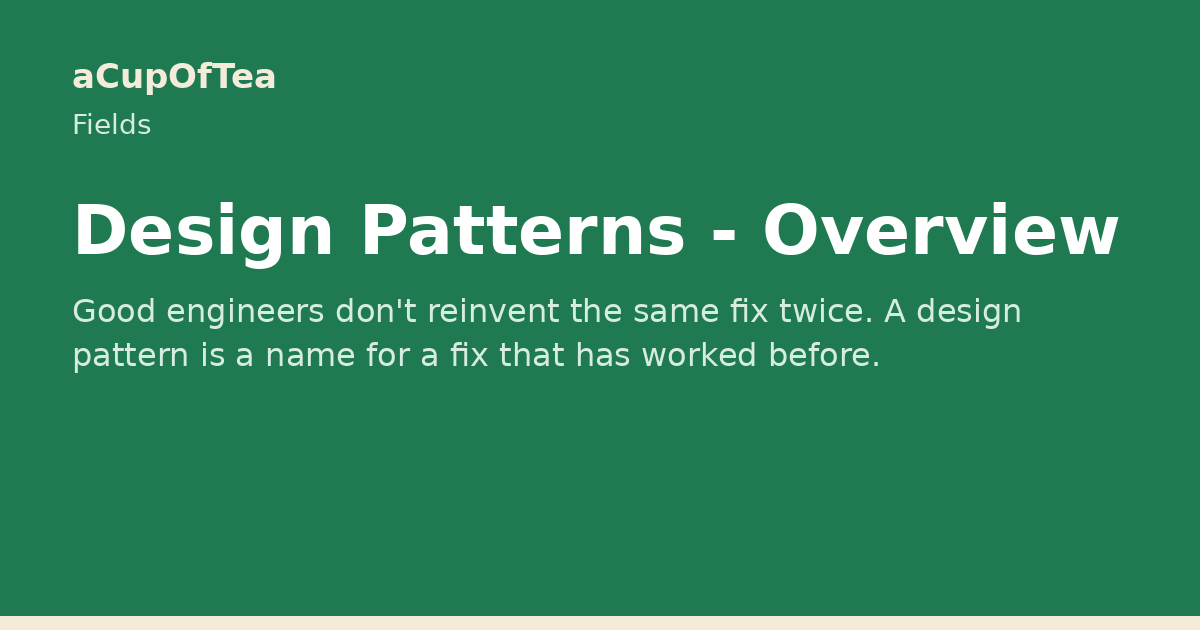 aCupOfTea
Fields
Design Patterns - Overview
Good engineers don't reinvent the same fix twice. A design
pattern is a name for a fix that has worked before.